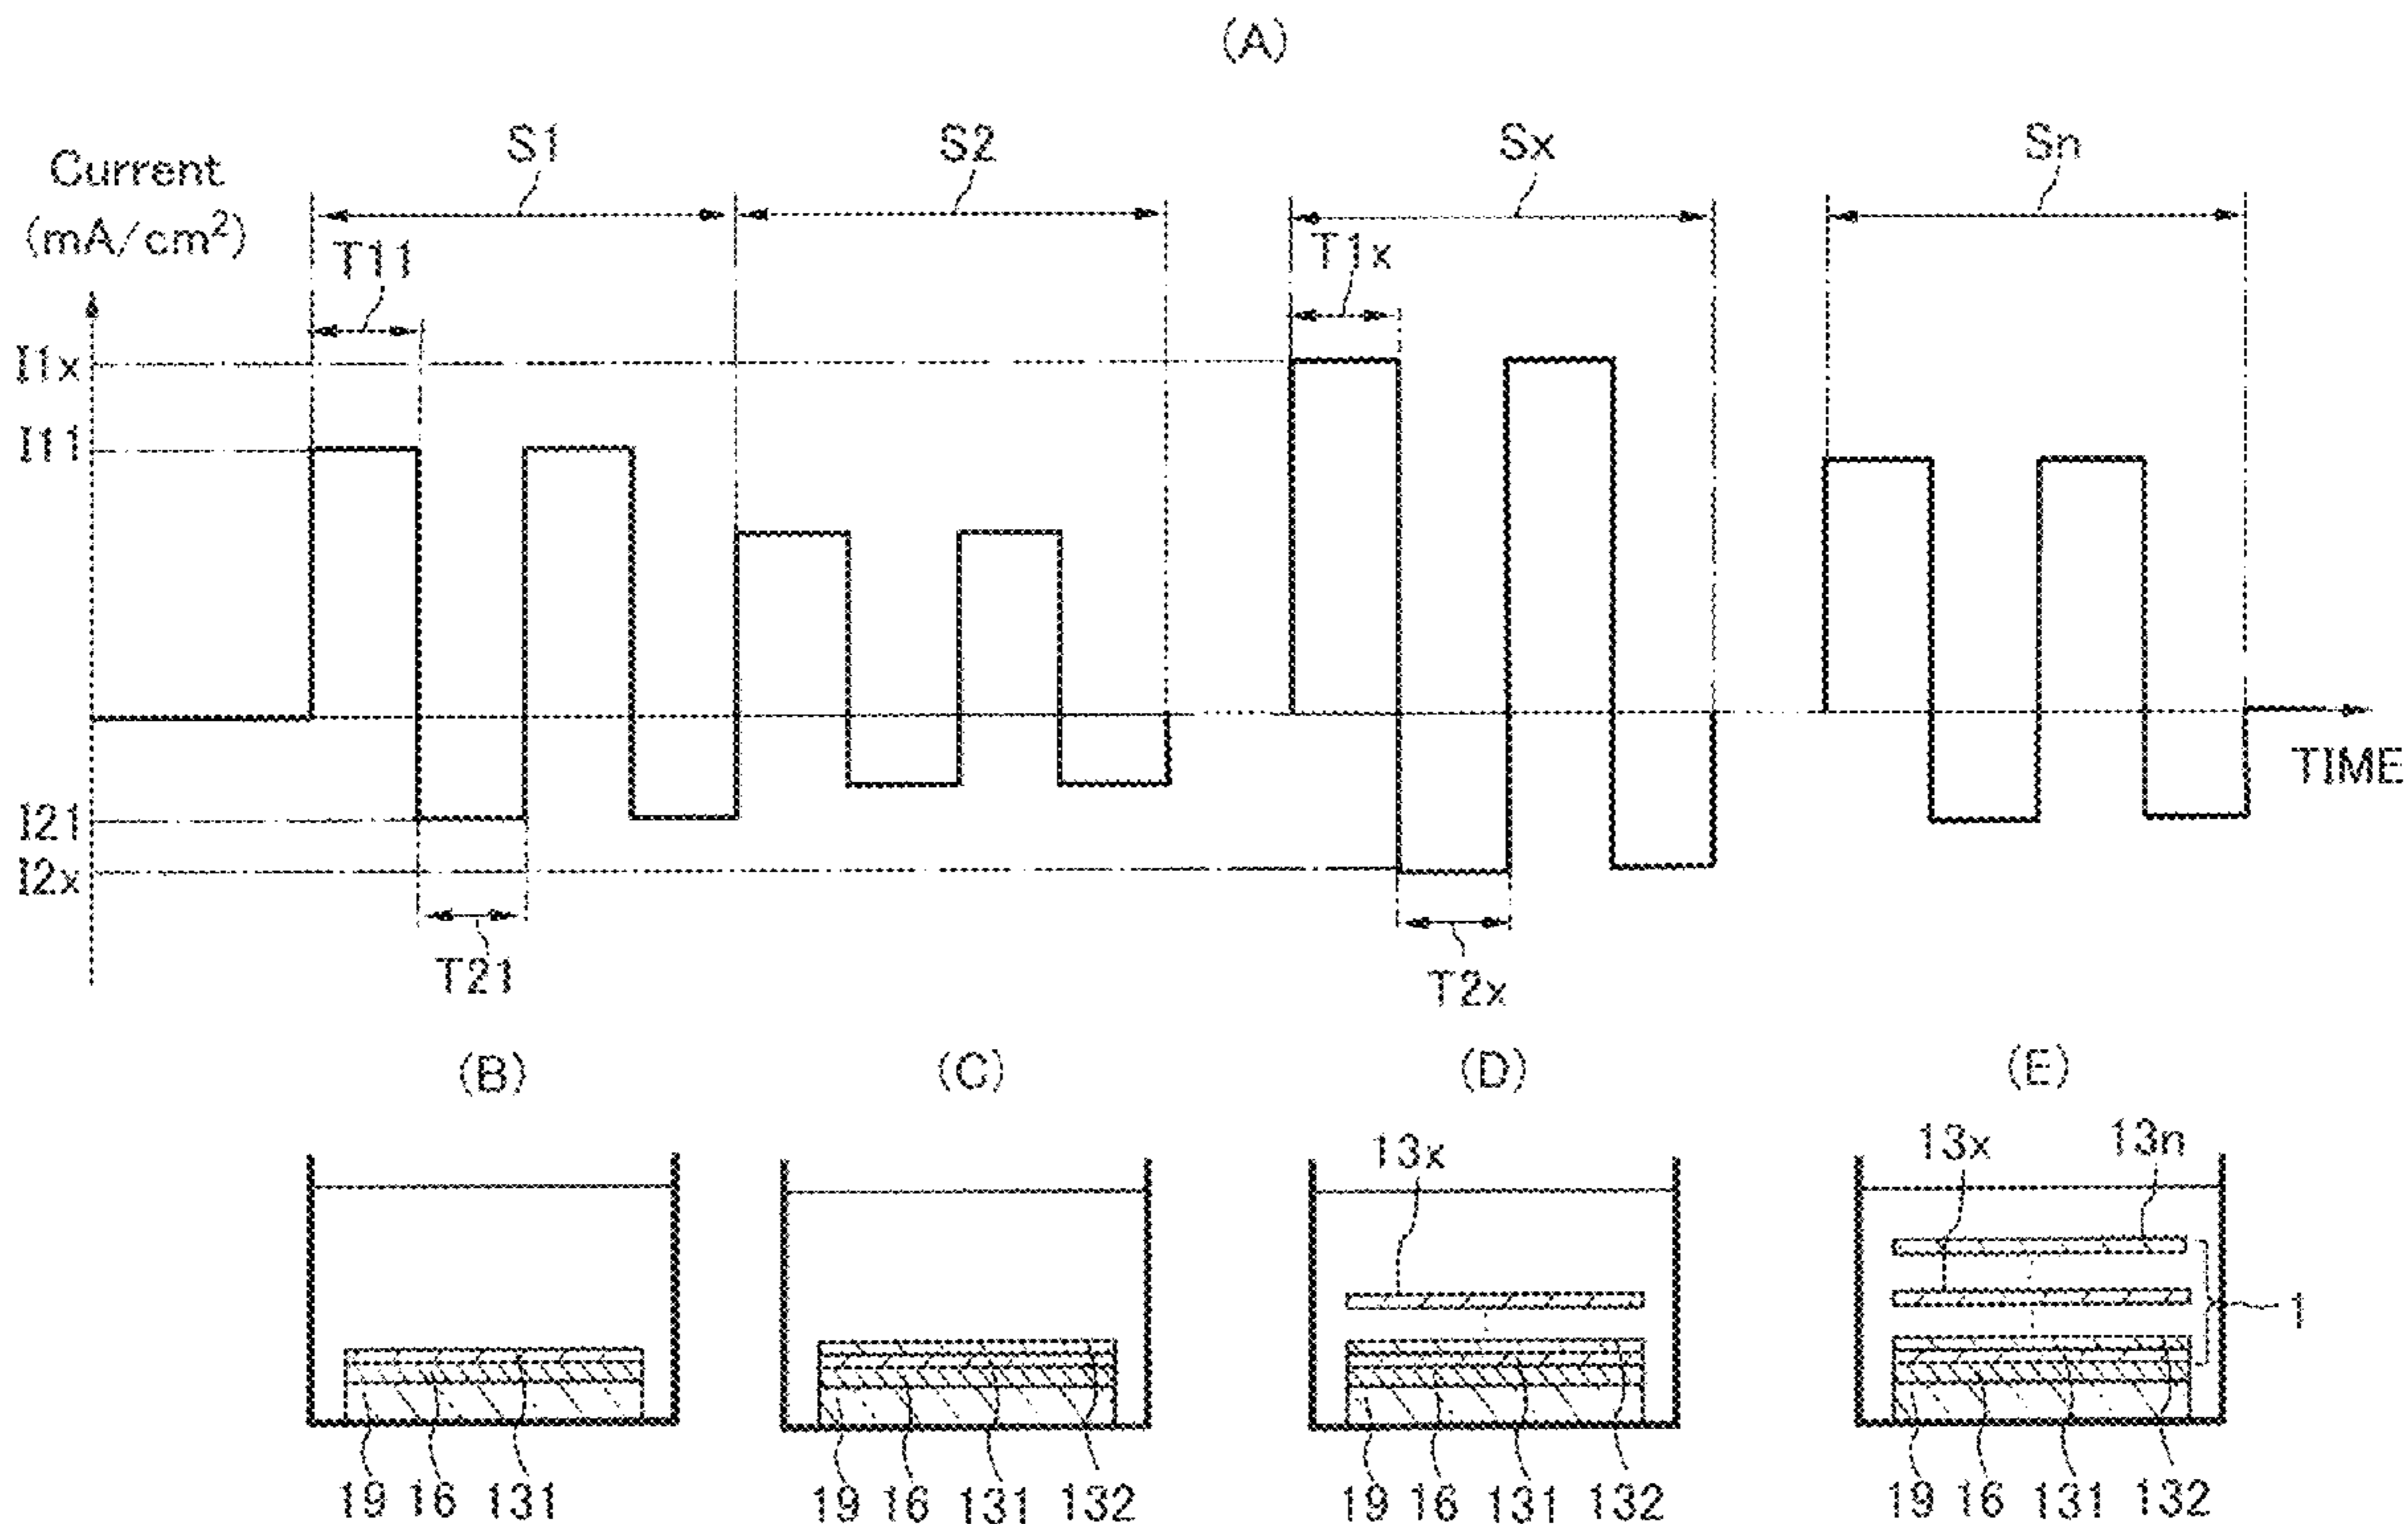 (A)
S1 S2 Sx Sn
Current
(mA/cm²)
T11 T1x
I1x
I11
TIME
I21
I2x
T21 T2x
(B) (C) (D) (E)
13x 13x 13n
1
19 16 131 19 16 131 132 19 16 131 132 19 16 131 132